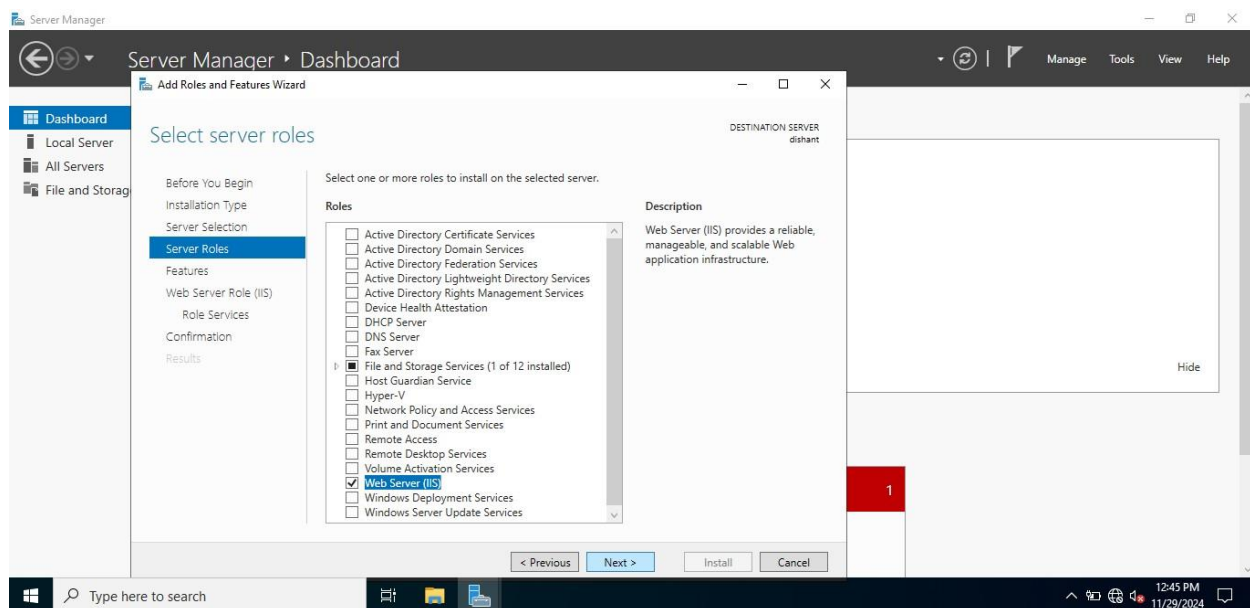 Server Manager
Server Manager ‣ Dashboard
Manage Tools View Help
Add Roles and Features Wizard
Dashboard
Local Server
All Servers
File and Storag
Select server roles
DESTINATION SERVER
dishant
Before You Begin
Installation Type
Server Selection
Server Roles
Features
Web Server Role (IIS)
Role Services
Confirmation
Results
Select one or more roles to install on the selected server.
Roles
Active Directory Certificate Services
Active Directory Domain Services
Active Directory Federation Services
Active Directory Lightweight Directory Services
Active Directory Rights Management Services
Device Health Attestation
DHCP Server
DNS Server
Fax Server
File and Storage Services (1 of 12 installed)
Host Guardian Service
Hyper-V
Network Policy and Access Services
Print and Document Services
Remote Access
Remote Desktop Services
Volume Activation Services
Web Server (IIS)
Windows Deployment Services
Windows Server Update Services
Description
Web Server (IIS) provides a reliable,
manageable, and scalable Web
application infrastructure.
Hide
1
< Previous Next > Install Cancel
Type here to search
12:45 PM
11/29/2024